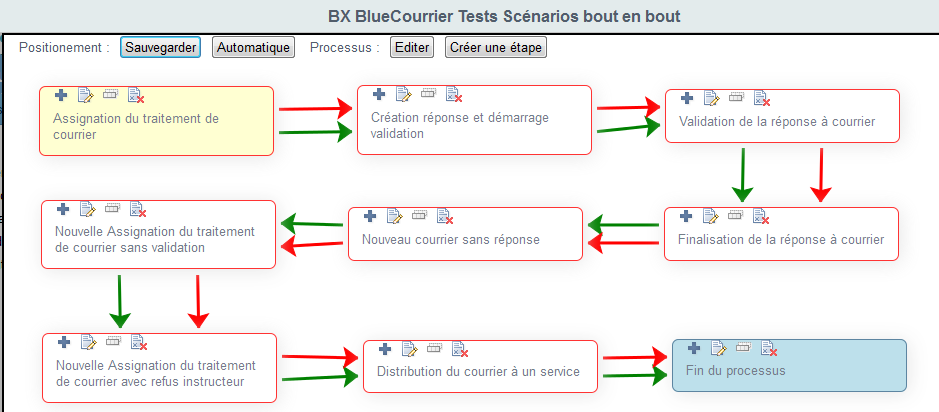 BX BlueCourrier Tests Scénarios bout en bout
Positionement : Sauvegarder Automatique Processus : Editer Créer une étape
Assignation du traitement de
courrier
Création réponse et démarrage
validation
Validation de la réponse à courrier
Nouvelle Assignation du traitement
de courrier sans validation
Nouveau courrier sans réponse
Finalisation de la réponse à courrier
Nouvelle Assignation du traitement
de courrier avec refus instructeur
Distribution du courrier à un service
Fin du processus